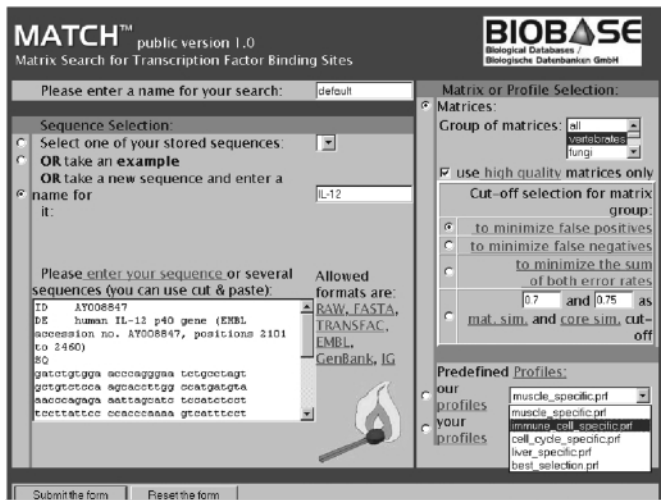 MATCH™ public version 1.0
Matrix Search for Transcription Factor Binding Sites
BIOBASE
Biological Databases /
Biologische Datenbanken GmbH
Please enter a name for your search:
default
Sequence Selection:
Select one of your stored sequences:
OR take an example
OR take a new sequence and enter a
name for
it:
IL-12
Please enter your sequence or several
sequences (you can use cut & paste):
ID AY008847
DE human IL-12 p40 gene (EMBL
accession no. AY008847, positions 2101
to 2460)
SQ
gatctgtgga acccagggaa tctgcctagt
gctgtctcca agcaccttgg ccatgatgta
aacccagaga aattagcatc tccatctcct
tccttattcc ccacccaaaa gtcatttcct
Allowed
formats are:
RAW, FASTA,
TRANSFAC,
EMBL,
GenBank, IG
Matrix or Profile Selection:
Matrices:
Group of matrices:
all
vertebrates
fungi
use high quality matrices only
Cut-off selection for matrix
group:
to minimize false positives
to minimize false negatives
to minimize the sum
of both error rates
0.7 and 0.75 as
mat. sim. and core sim. cut-
off
Predefined Profiles:
our
profiles
your
profiles
muscle_specific.prf
muscle_specific.prf
immune_cell_specific.prf
cell_cycle_specific.prf
liver_specific.prf
best_selection.prf
Submit the form
Reset the form